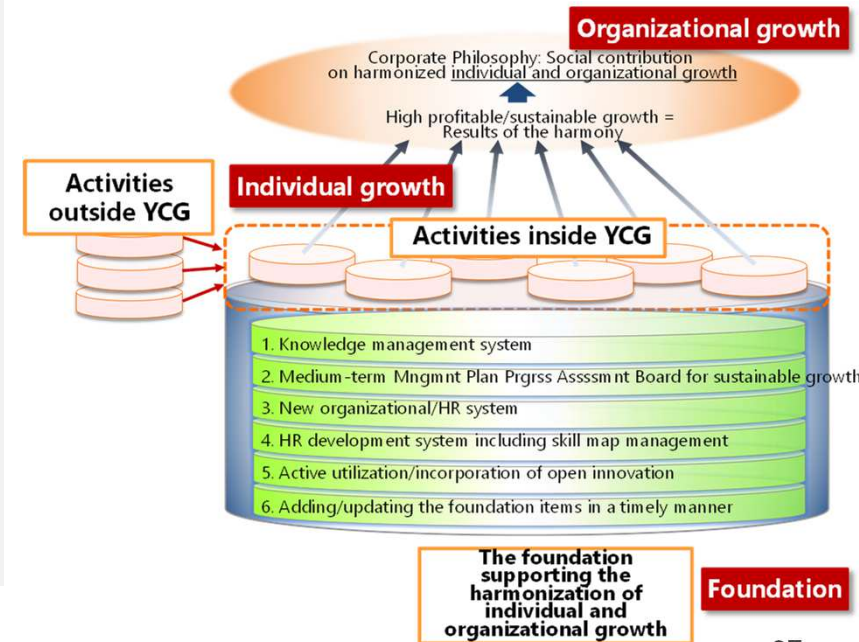 Organizational growth
Corporate Philosophy: Social contribution
on harmonized individual and organizational growth
High profitable/sustainable growth =
Results of the harmony
Activities
outside YCG
Individual growth
Activities inside YCG
1. Knowledge management system
2. Medium-term Mngmnt Plan Prgrss Asssmnt Board for sustainable growth
3. New organizational/HR system
4. HR development system including skill map management
5. Active utilization/incorporation of open innovation
6. Adding/updating the foundation items in a timely manner
The foundation
supporting the
harmonization of
individual and
organizational growth
Foundation